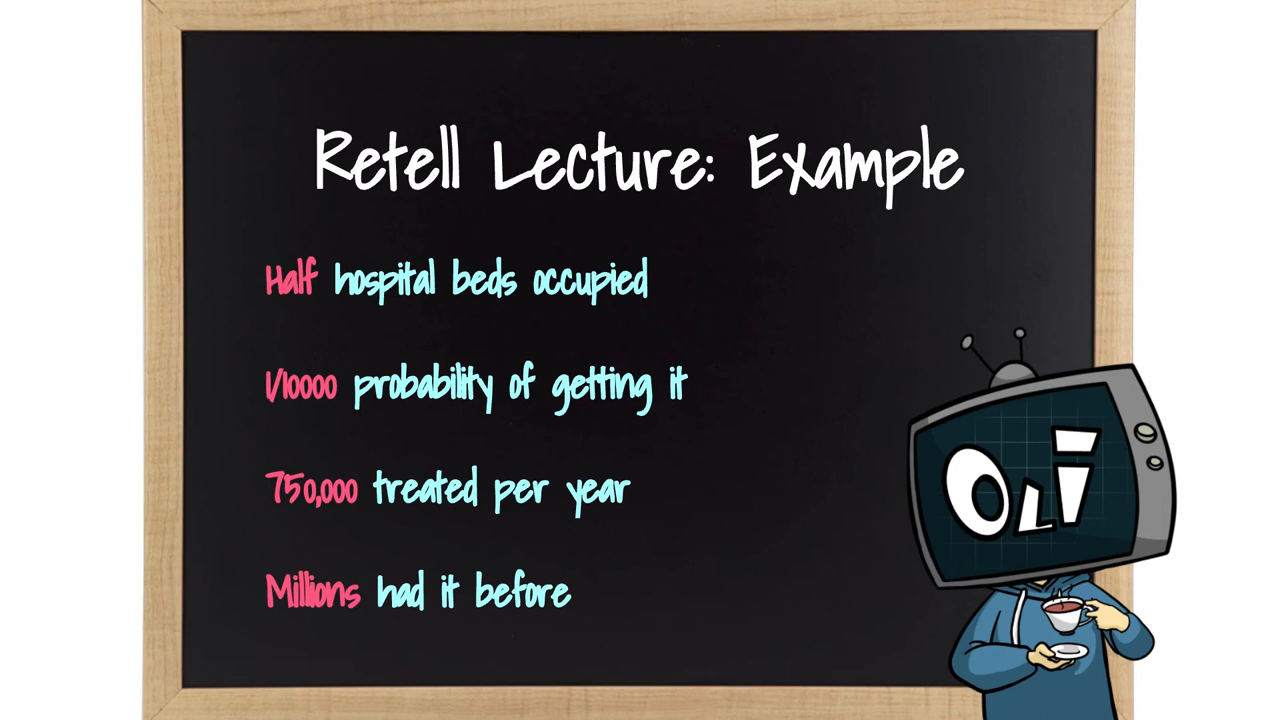 Retell Lecture: Example
Half hospital beds occupied
1/10000 probability of getting it
750,000 treated per year
Millions had it before
OLI